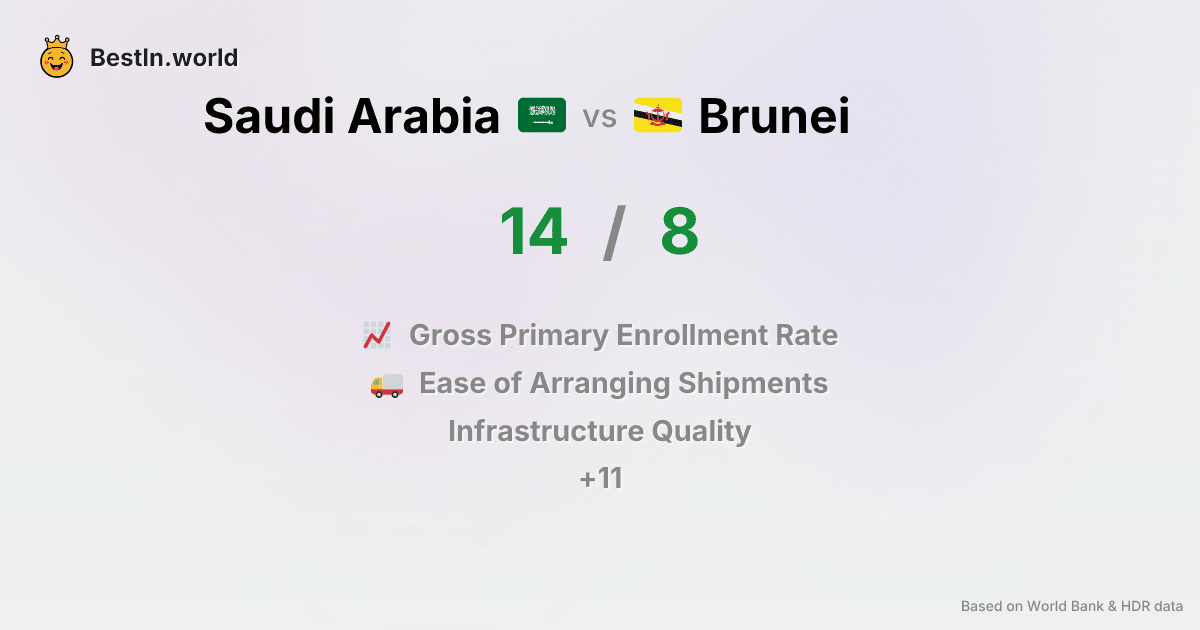 BestIn.world
Saudi Arabia vs Brunei
14 / 8
Gross Primary Enrollment Rate
Ease of Arranging Shipments
Infrastructure Quality
+11
Based on World Bank & HDR data